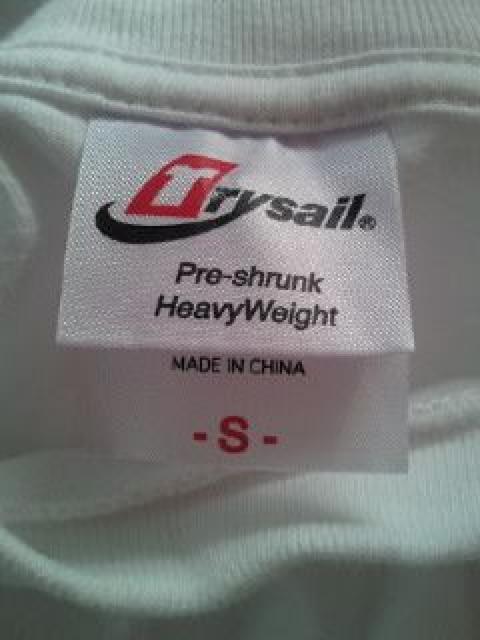 Trysail®
Pre-shrunk
HeavyWeight
MADE IN CHINA
- S -